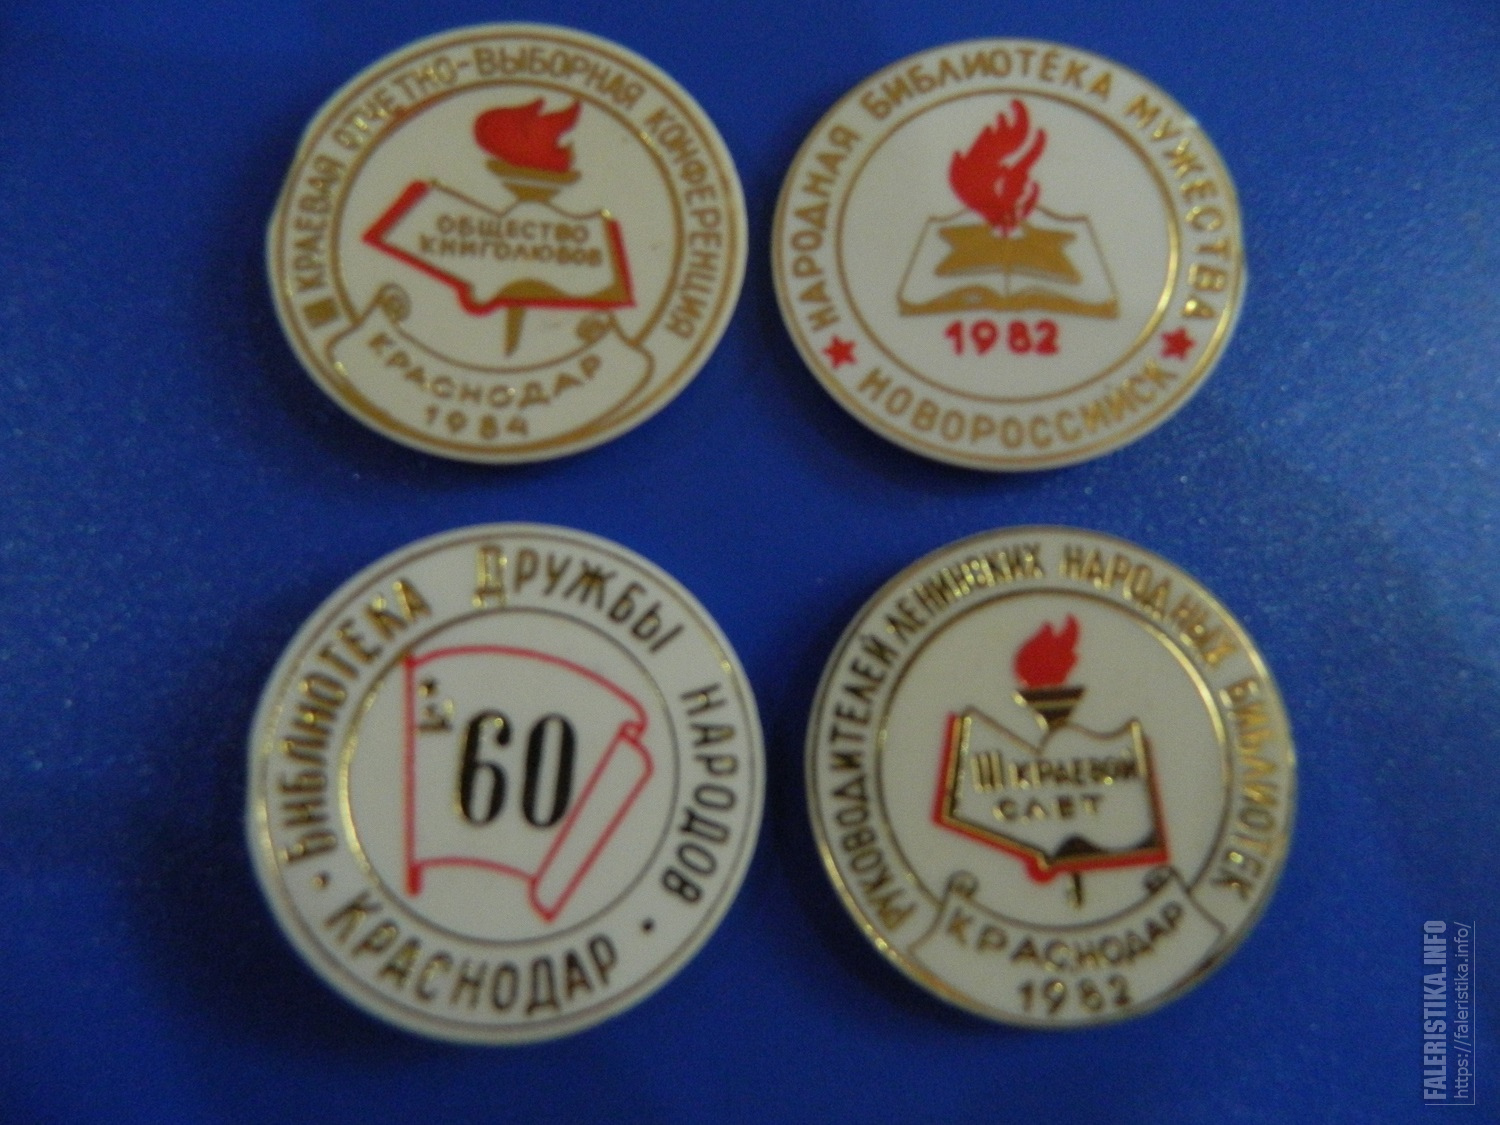 III КРАЕВАЯ ОТЧЕТНО-ВЫБОРНАЯ КОНФЕРЕНЦИЯ
ОБЩЕСТВО
КНИГОЛЮБОВ
КРАСНОДАР
1984
НАРОДНАЯ БИБЛИОТЕКА МУЖЕСТВА
1982
НОВОРОССИЙСК
БИБЛИОТЕКА ДРУЖБЫ НАРОДОВ
60
КРАСНОДАР
РУКОВОДИТЕЛЕЙ ЛЕНИНСКИХ НАРОДНЫХ БИБЛИОТЕК
III КРАЕВОЙ
СЛЕТ
КРАСНОДАР
1982
FALERISTIKA.INFO
https://faleristika.info/